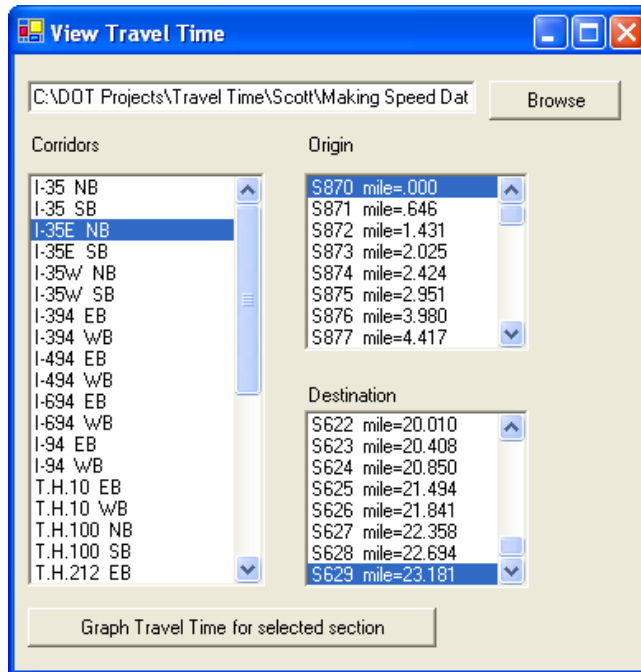 View Travel Time
C:\DOT Projects\Travel Time\Scott\Making Speed Dat
Browse
Corridors
I-35 NB
I-35 SB
I-35E NB
I-35E SB
I-35W NB
I-35W SB
I-394 EB
I-394 WB
I-494 EB
I-494 WB
I-694 EB
I-694 WB
I-94 EB
I-94 WB
T.H.10 EB
T.H.10 WB
T.H.100 NB
T.H.100 SB
T.H.212 EB
Origin
S870 mile=.000
S871 mile=.646
S872 mile=1.431
S873 mile=2.025
S874 mile=2.424
S875 mile=2.951
S876 mile=3.980
S877 mile=4.417
Destination
S622 mile=20.010
S623 mile=20.408
S624 mile=20.850
S625 mile=21.494
S626 mile=21.841
S627 mile=22.358
S628 mile=22.694
S629 mile=23.181
Graph Travel Time for selected section